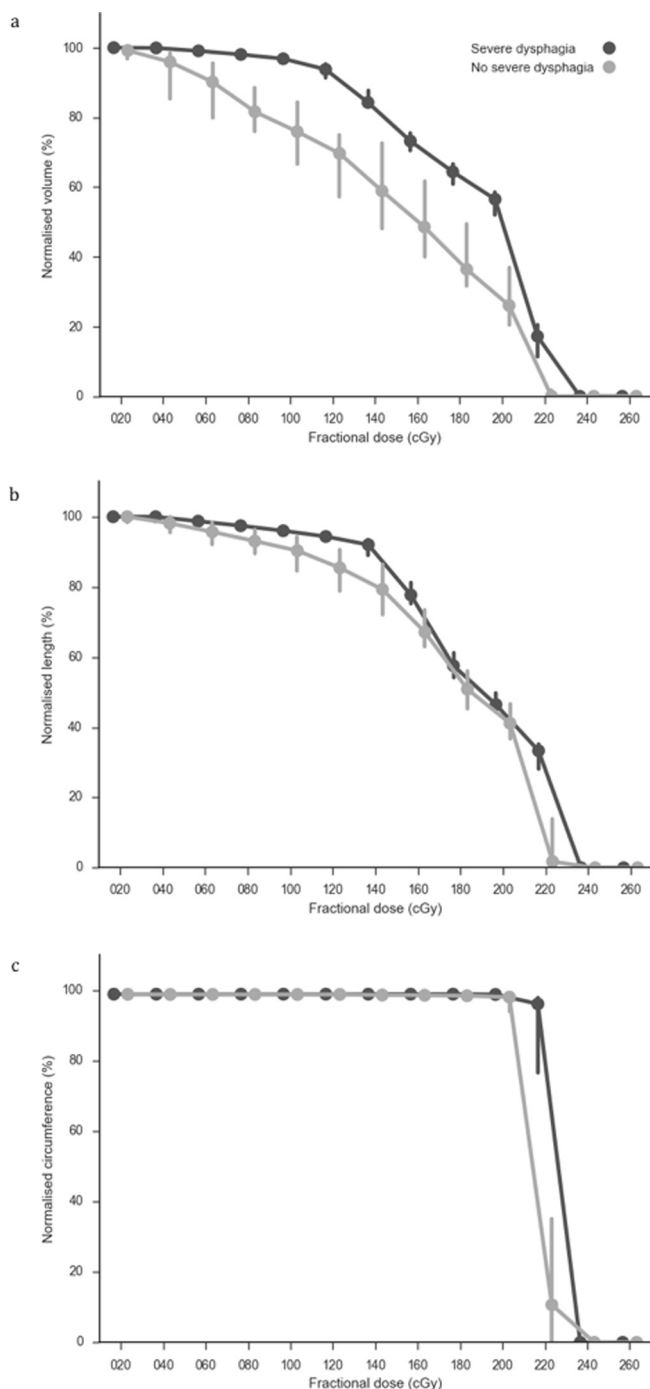 a
Severe dysphagia
No severe dysphagia
Normalised volume (%)
100
80
60
40
20
0
020 040 060 080 100 120 140 160 180 200 220 240 260
Fractional dose (cGy)
b
Normalised length (%)
100
80
60
40
20
0
020 040 060 080 100 120 140 160 180 200 220 240 260
Fractional dose (cGy)
c
Normalised circumference (%)
100
80
60
40
20
0
020 040 060 080 100 120 140 160 180 200 220 240 260
Fractional dose (cGy)